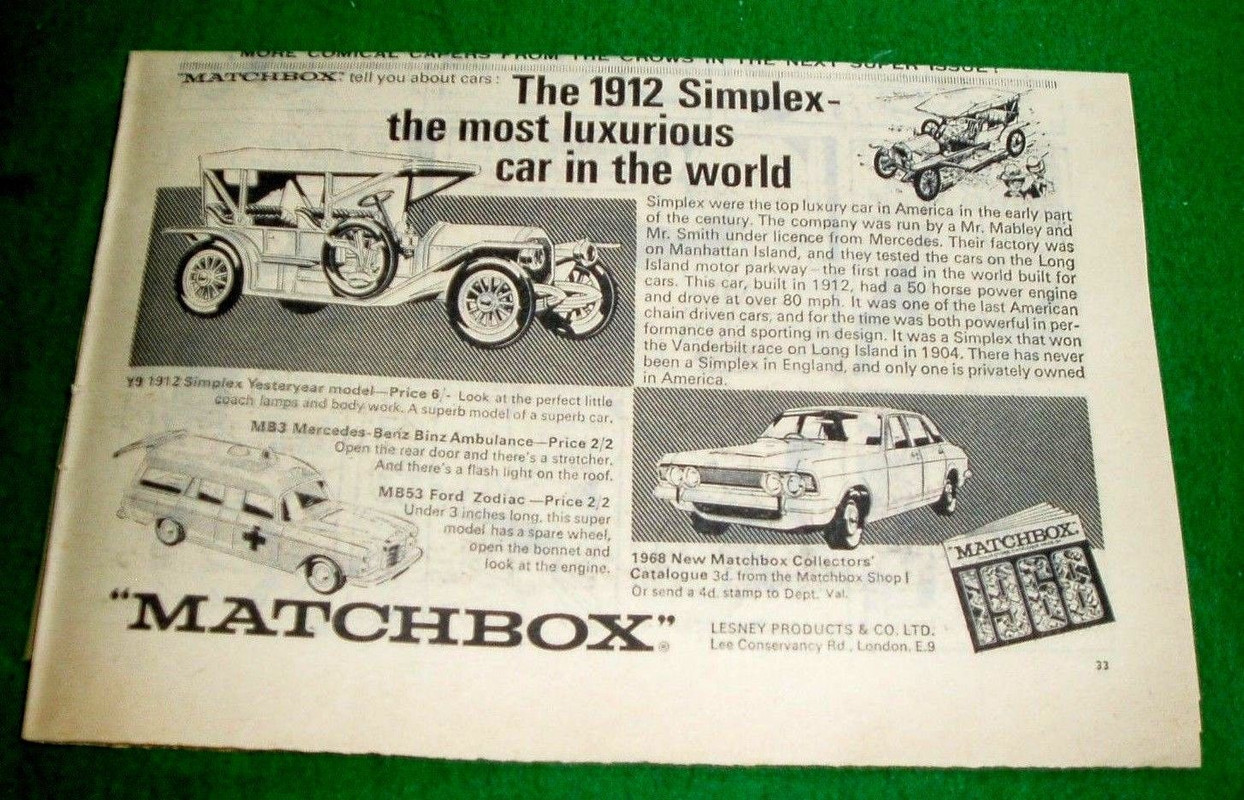 MORE COMICAL CAPERS FROM THE CROWS IN THE NEXT SUPER ISSUE!
"MATCHBOX" tell you about cars:
The 1912 Simplex-
the most luxurious
car in the world
Simplex were the top luxury car in America in the early part
of the century. The company was run by a Mr. Mabley and
Mr. Smith under licence from Mercedes. Their factory was
on Manhattan Island, and they tested the cars on the Long
Island motor parkway—the first road in the world built for
cars. This car, built in 1912, had a 50 horse power engine
and drove at over 80 mph. It was one of the last American
chain driven cars, and for the time was both powerful in per-
formance and sporting in design. It was a Simplex that won
the Vanderbilt race on Long Island in 1904. There has never
been a Simplex in England, and only one is privately owned
in America.
Y9 1912 Simplex Yesteryear model—Price 6/- Look at the perfect little
coach lamps and body work. A superb model of a superb car.
MB3 Mercedes-Benz Binz Ambulance—Price 2/2
Open the rear door and there's a stretcher.
And there's a flash light on the roof.
MB53 Ford Zodiac—Price 2/2
Under 3 inches long, this super
model has a spare wheel,
open the bonnet and
look at the engine.
1968 New Matchbox Collectors'
Catalogue 3d. from the Matchbox Shop!
Or send a 4d. stamp to Dept. Val.
"MATCHBOX"
"MATCHBOX"®
LESNEY PRODUCTS & CO. LTD.
Lee Conservancy Rd., London. E.9
33